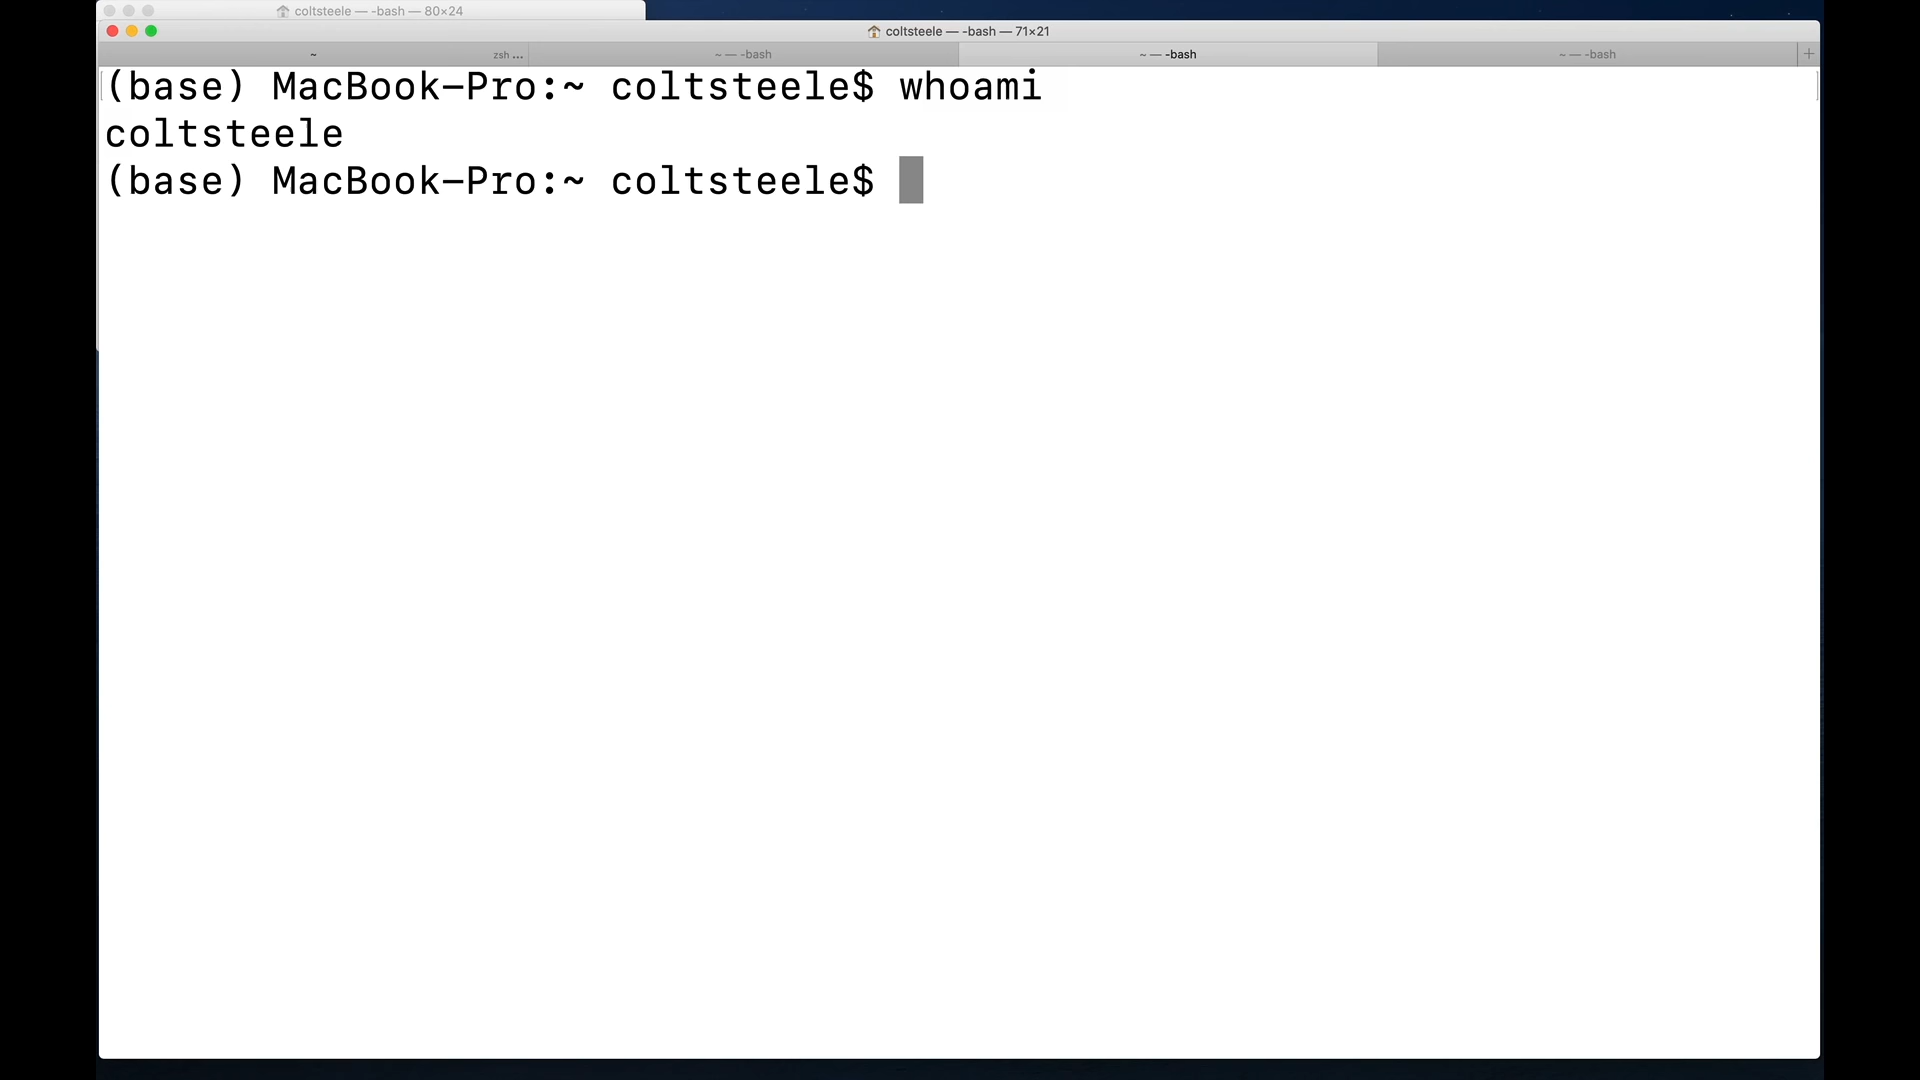 coltsteele — -bash — 80×24
coltsteele — -bash — 71×21
~ zsh ... ~ — -bash ~ — -bash ~ — -bash +
(base) MacBook-Pro:~ coltsteele$ whoami
coltsteele
(base) MacBook-Pro:~ coltsteele$